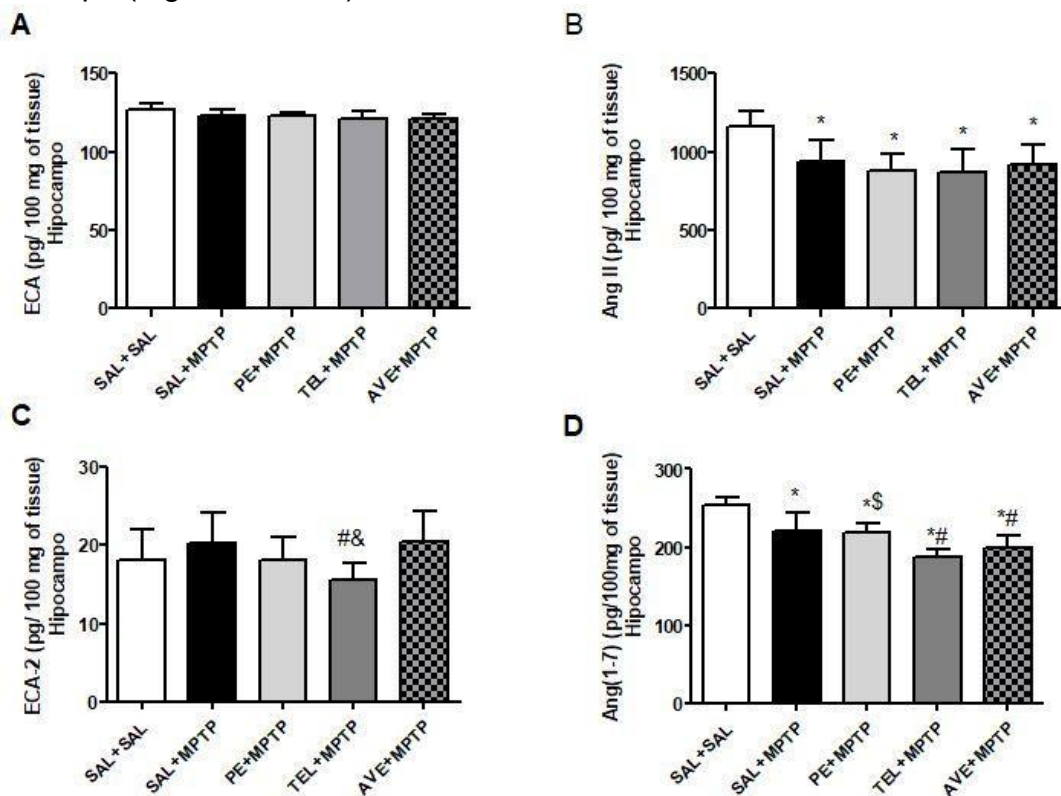 A
ECA (pg/ 100 mg of tissue)
Hipocampo
150
100
50
0
SAL+SAL
SAL+MPTP
PE+MPTP
TEL+MPTP
AVE+MPTP
B
Ang II (pg/ 100 mg of tissue)
Hipocampo
1500
1000
500
0
*
*
*
*
SAL+SAL
SAL+MPTP
PE+MPTP
TEL+MPTP
AVE+MPTP
C
ECA-2 (pg/ 100 mg of tissue)
Hipocampo
30
20
10
0
#&
SAL+SAL
SAL+MPTP
PE+MPTP
TEL+MPTP
AVE+MPTP
D
Ang(1-7) (pg/100mg of tissue)
Hipocampo
300
200
100
0
*
*$
*#
*#
SAL+SAL
SAL+MPTP
PE+MPTP
TEL+MPTP
AVE+MPTP